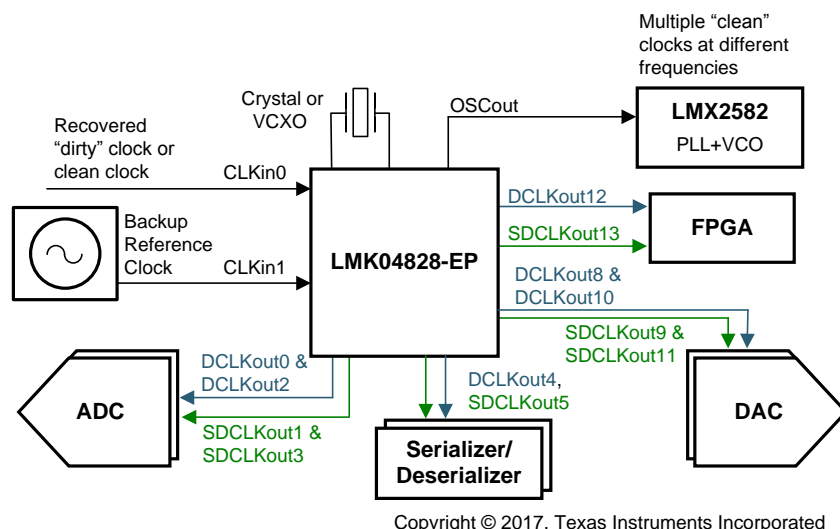 Multiple “clean”
clocks at different
frequencies
Crystal or
VCXO
OSCout
LMX2582
PLL+VCO
Recovered
“dirty” clock or
clean clock
CLKin0
Backup
Reference
Clock
CLKin1
LMK04828-EP
DCLKout12
SDCLKout13
FPGA
DCLKout8 &
DCLKout10
SDCLKout9 &
SDCLKout11
DAC
DCLKout0 &
DCLKout2
ADC
SDCLKout1 &
SDCLKout3
DCLKout4,
SDCLKout5
Serializer/
Deserializer
Copyright © 2017, Texas Instruments Incorporated